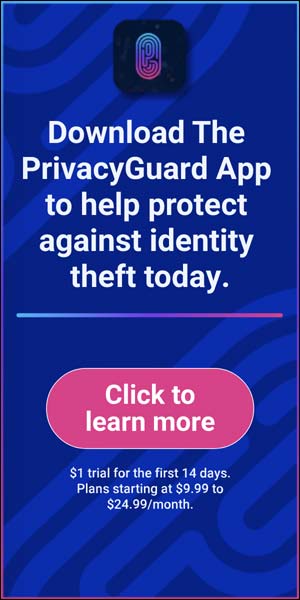 Download The
PrivacyGuard App
to help protect
against identity
theft today.
Click to
learn more
$1 trial for the first 14 days.
Plans starting at $9.99 to
$24.99/month.